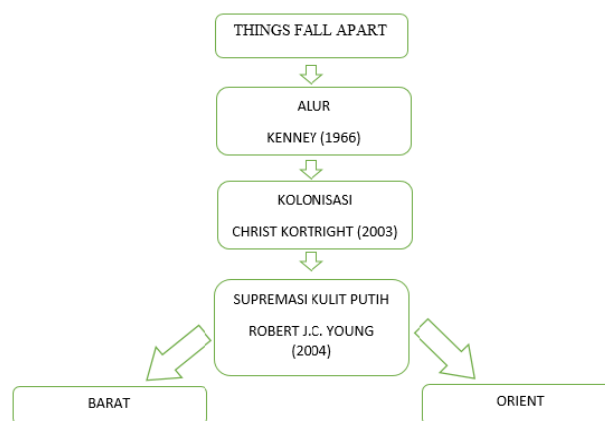 THINGS FALL APART
ALUR
KENNEY (1966)
KOLONISASI
CHRIST KORTRIGHT (2003)
SUPREMASI KULIT PUTIH
ROBERT J.C. YOUNG
(2004)
BARAT
ORIENT